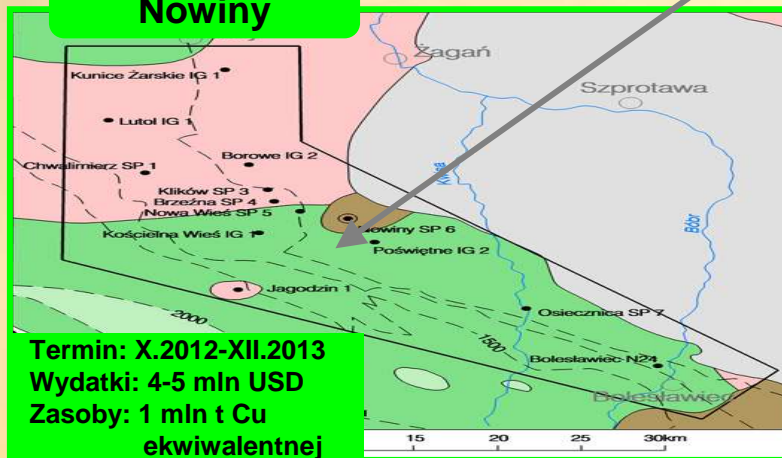 Nowiny
Żagań
Kunice Żarskie IG 1
Szprotawa
Lutol IG 1
Borowe IG 2
Chwalimierz SP 1
Kwisa
Klików SP 3
Brzeźna SP 4
Nowa Wieś SP 5
Bóbr
Nowiny SP 6
Kościelna Wieś IG 1
Poświętne IG 2
Jagodzin 1
2000
Osiecznica SP 7
1500
Bolesławiec N24
Bolesławiec
Termin: X.2012-XII.2013
Wydatki: 4-5 mln USD
Zasoby: 1 mln t Cu
ekwiwalentnej
15 20 25 30km